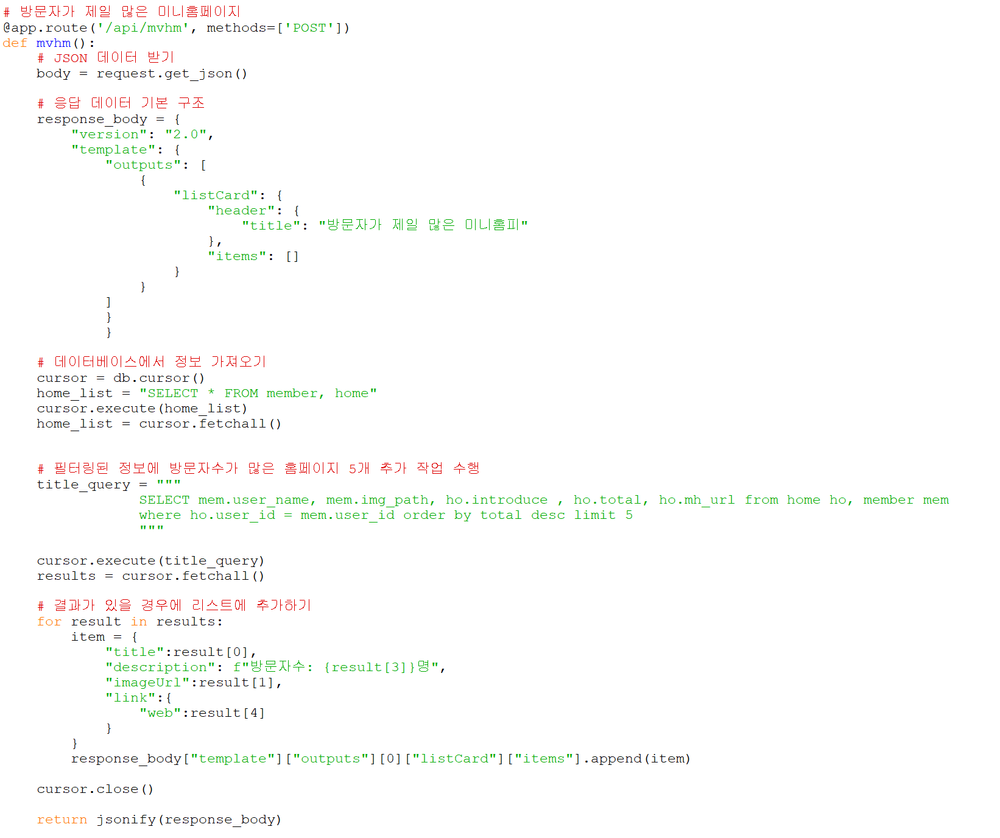 # 방문자가 제일 많은 미니홈페이지
@app.route('/api/mvhm', methods=['POST'])
def mvhm():
    # JSON 데이터 받기
    body = request.get_json()

    # 응답 데이터 기본 구조
    response_body = {
        "version": "2.0",
        "template": {
            "outputs": [
                {
                    "listCard": {
                        "header": {
                            "title": "방문자가 제일 많은 미니홈피"
                        },
                        "items": []
                    }
                }
            ]
            }
            }

    # 데이터베이스에서 정보 가져오기
    cursor = db.cursor()
    home_list = "SELECT * FROM member, home"
    cursor.execute(home_list)
    home_list = cursor.fetchall()


    # 필터링된 정보에 방문자수가 많은 홈페이지 5개 추가 작업 수행
    title_query = """
                SELECT mem.user_name, mem.img_path, ho.introduce , ho.total, ho.mh_url from home ho, member mem
                where ho.user_id = mem.user_id order by total desc limit 5
                """

    cursor.execute(title_query)
    results = cursor.fetchall()

    # 결과가 있을 경우에 리스트에 추가하기
    for result in results:
        item = {
            "title":result[0],
            "description": f"방문자수: {result[3]}명",
            "imageUrl":result[1],
            "link":{
                "web":result[4]
            }
        }
        response_body["template"]["outputs"][0]["listCard"]["items"].append(item)

    cursor.close()

    return jsonify(response_body)